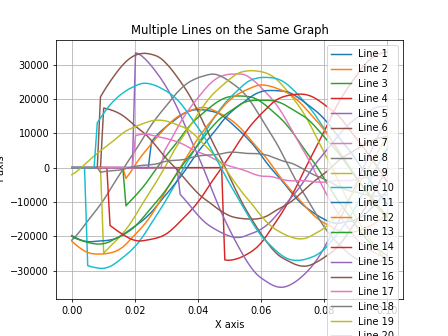 Multiple Lines on the Same Graph
30000
20000
10000
0
−10000
−20000
−30000
0.00
0.02
0.04
0.06
X axis
Line 1
Line 2
Line 3
Line 4
Line 5
Line 6
Line 7
Line 8
Line 9
Line 10
Line 11
Line 12
Line 13
Line 14
Line 15
Line 16
Line 17
Line 18
Line 19
Line 20